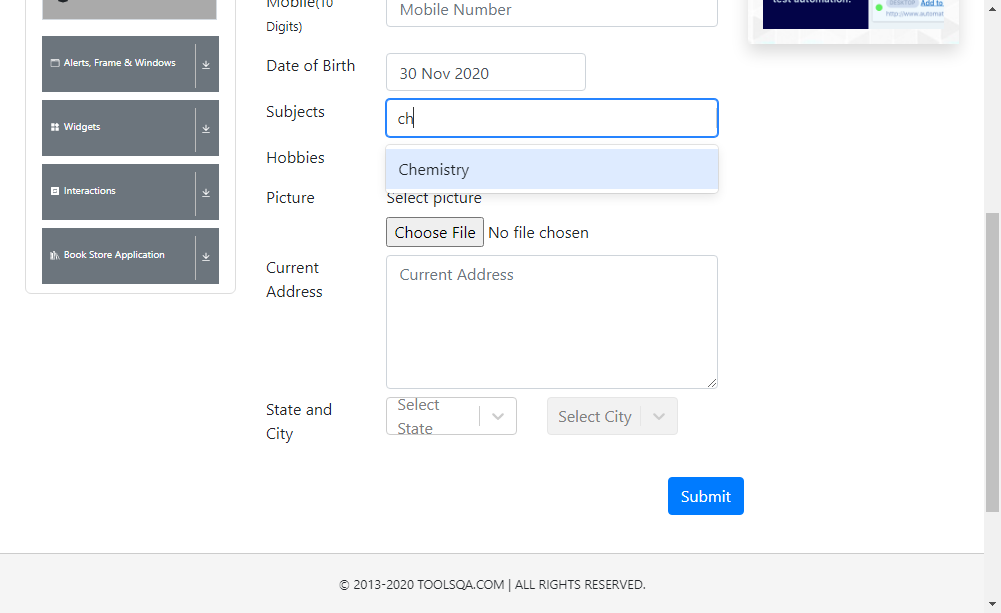 Mobile(10
Digits)
Mobile Number
test automation.
DESKTOP Add to
http://www.automat
Alerts, Frame & Windows
Date of Birth
30 Nov 2020
Subjects
ch
Widgets
Hobbies
Chemistry
Interactions
Picture
Select picture
Choose File No file chosen
Book Store Application
Current
Address
Current Address
State and
City
Select
State
Select City
Submit
© 2013-2020 TOOLSQA.COM | ALL RIGHTS RESERVED.